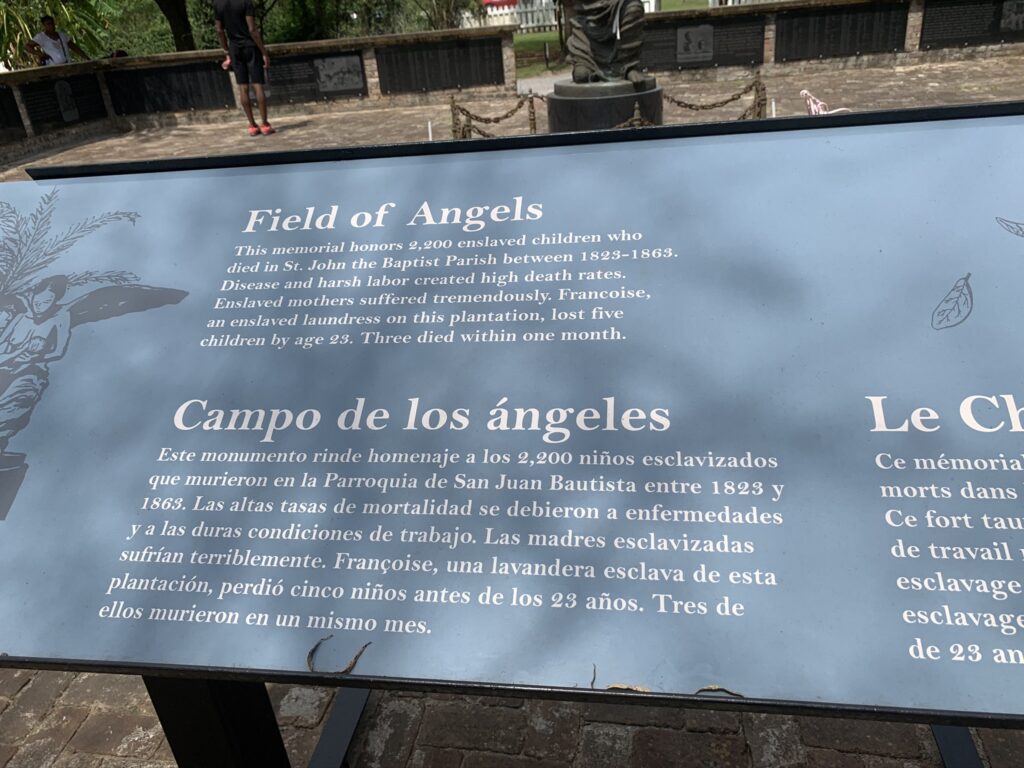 Field of Angels
This memorial honors 2,200 enslaved children who
died in St. John the Baptist Parish between 1823-1863.
Disease and harsh labor created high death rates.
Enslaved mothers suffered tremendously. Francoise,
an enslaved laundress on this plantation, lost five
children by age 23. Three died within one month.
Campo de los ángeles
Este monumento rinde homenaje a los 2,200 niños esclavizados
que murieron en la Parroquia de San Juan Bautista entre 1823 y
1863. Las altas tasas de mortalidad se debieron a enfermedades
y a las duras condiciones de trabajo. Las madres esclavizadas
sufrían terriblemente. Françoise, una lavandera esclava de esta
plantación, perdió cinco niños antes de los 23 años. Tres de
ellos murieron en un mismo mes.
Le Ch
Ce mémorial
morts dans
Ce fort tau
de travail
esclavage
esclavage
de 23 an